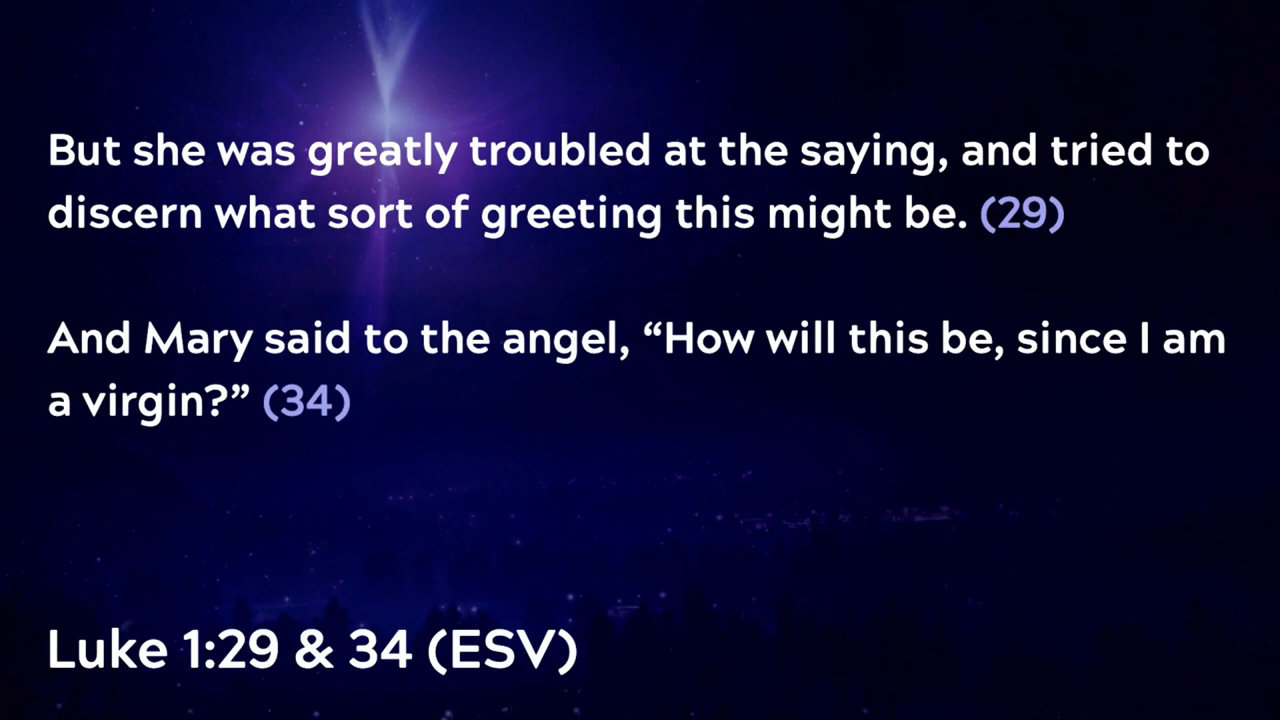 But she was greatly troubled at the saying, and tried to
discern what sort of greeting this might be. (29)
And Mary said to the angel, “How will this be, since I am
a virgin?” (34)
Luke 1:29 & 34 (ESV)